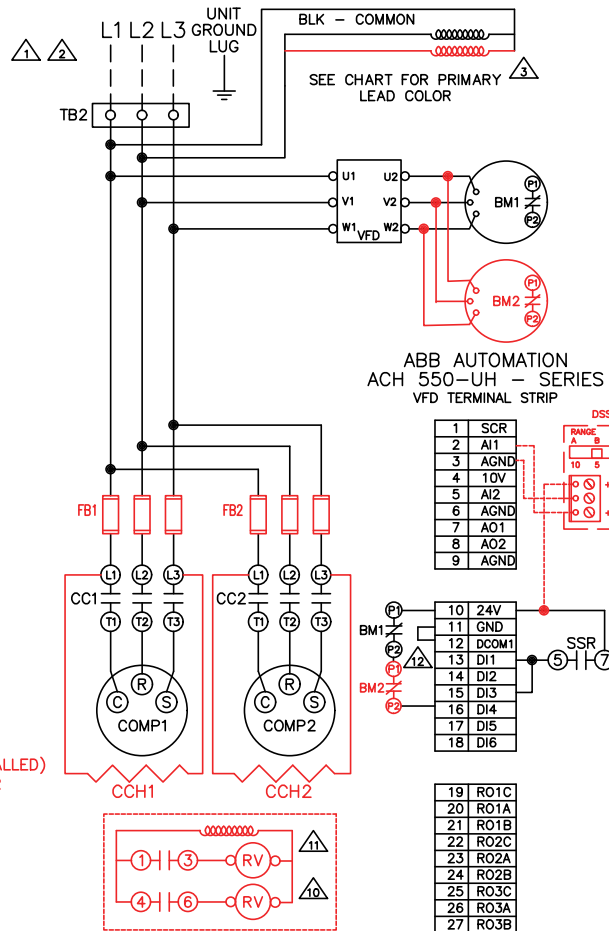 L1 L2 L3
UNIT
GROUND
LUG
BLK – COMMON
1 2
3
SEE CHART FOR PRIMARY
LEAD COLOR
TB2
U1 U2
V1 V2
W1 W2
VFD
P1
BM1
P2
P1
BM2
P2
ABB AUTOMATION
ACH 550–UH – SERIES
VFD TERMINAL STRIP
1 SCR
2 AI1
3 AGND
4 10V
5 AI2
6 AGND
7 AO1
8 AO2
9 AGND
RANGE
A B
10 5
FB1 FB2
L1 L2 L3 L1 L2 L3
CC1 CC2
T1 T2 T3 T1 T2 T3
C R S C R S
COMP1 COMP2
CCH1 CCH2
P1
BM1
P2
P1
BM2
P2
12
10 24V
11 GND
12 DCOM1
13 DI1
14 DI2
15 DI3
16 DI4
17 DI5
18 DI6
SSR
5 7
11
1 3 RV
10
4 6 RV
19 RO1C
20 RO1A
21 RO1B
22 RO2C
23 RO2A
24 RO2B
25 RO3C
26 RO3A
27 RO3B